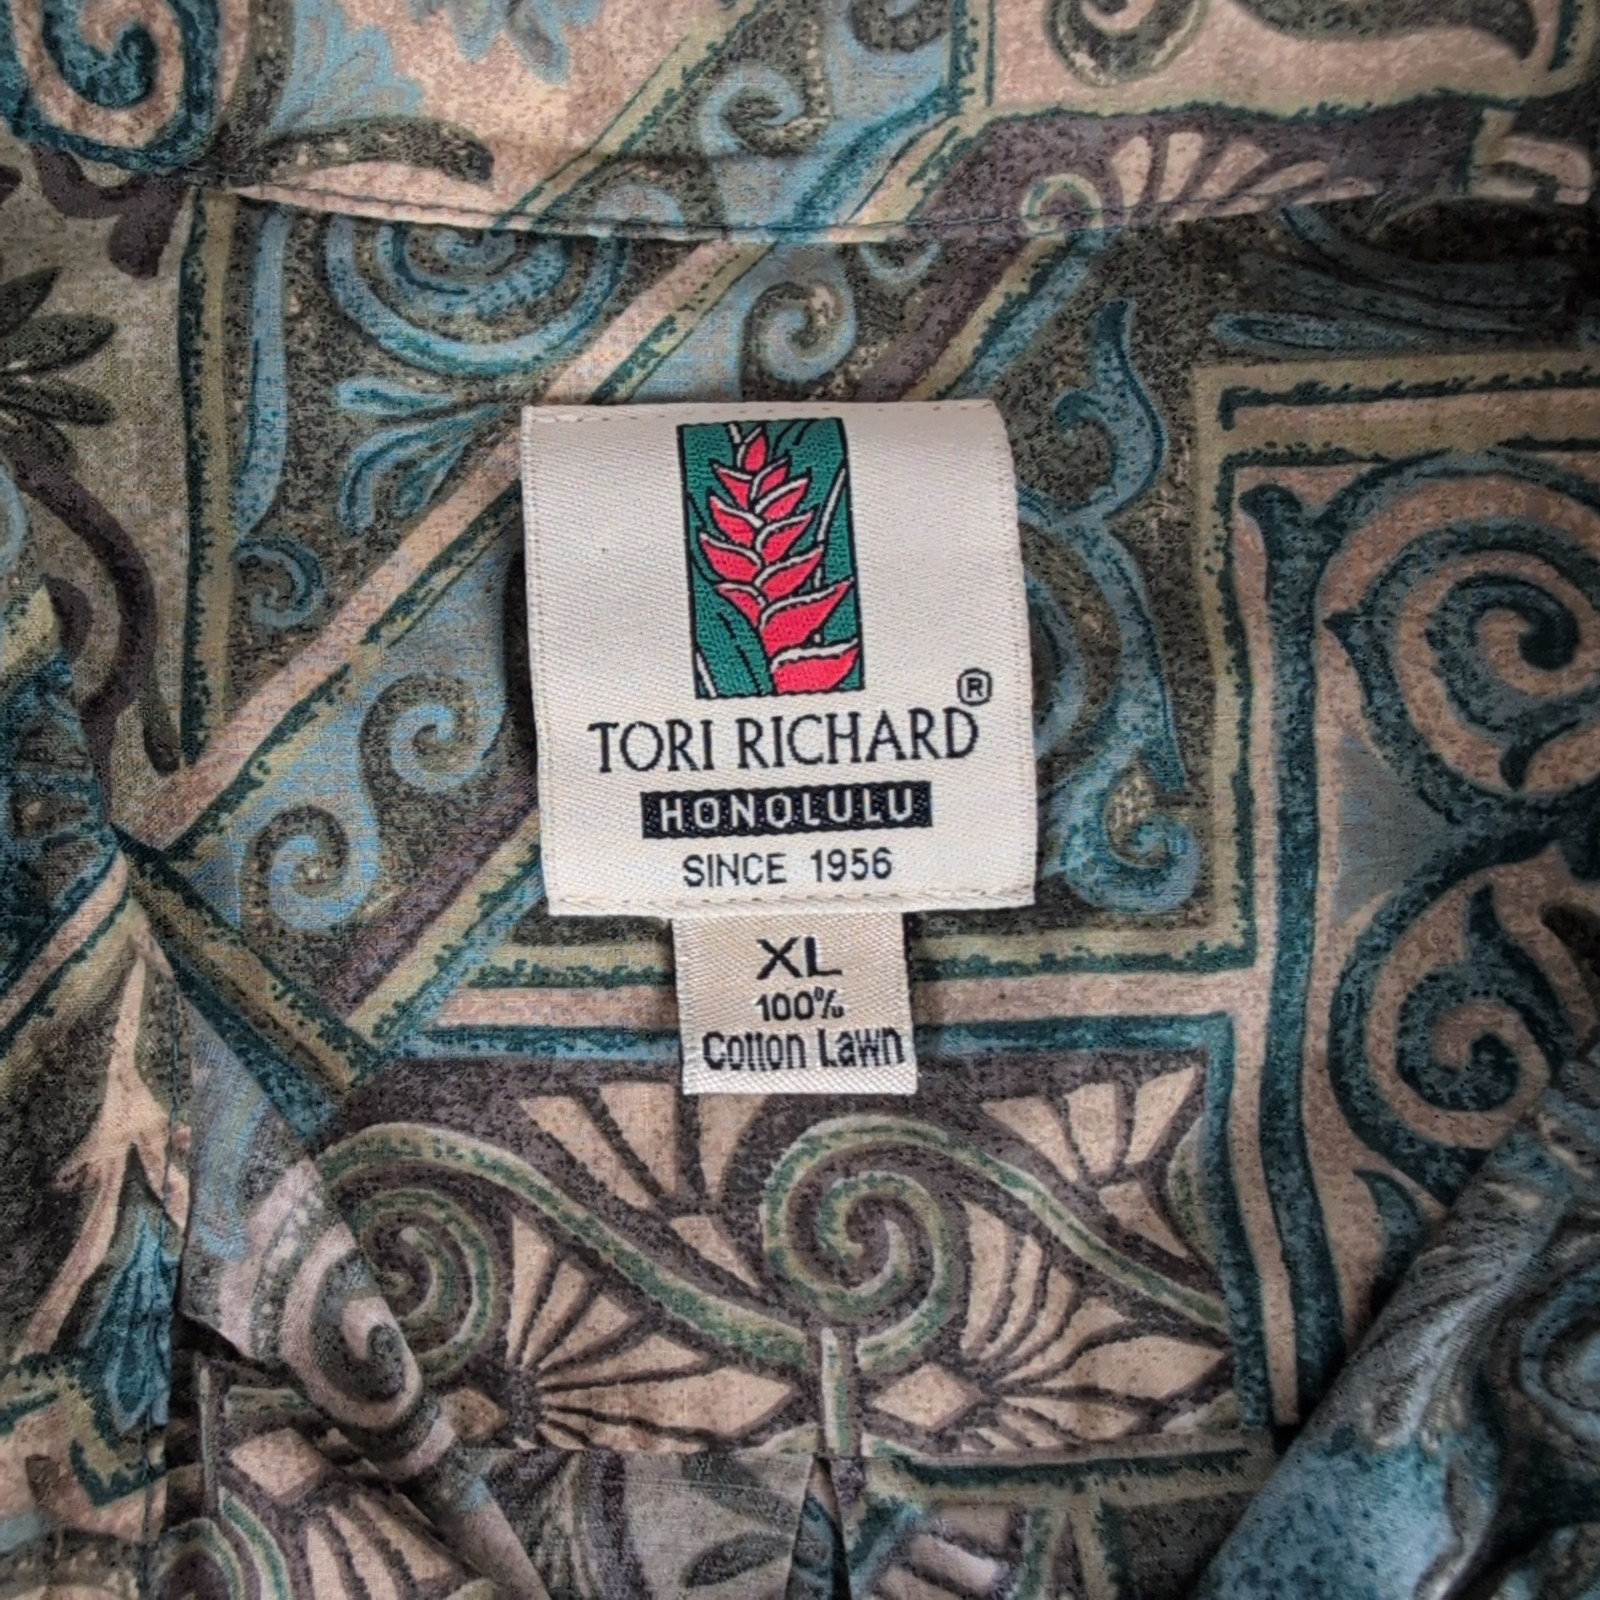 TORI RICHARD®
HONOLULU
SINCE 1956
XL
100%
Cotton Lawn